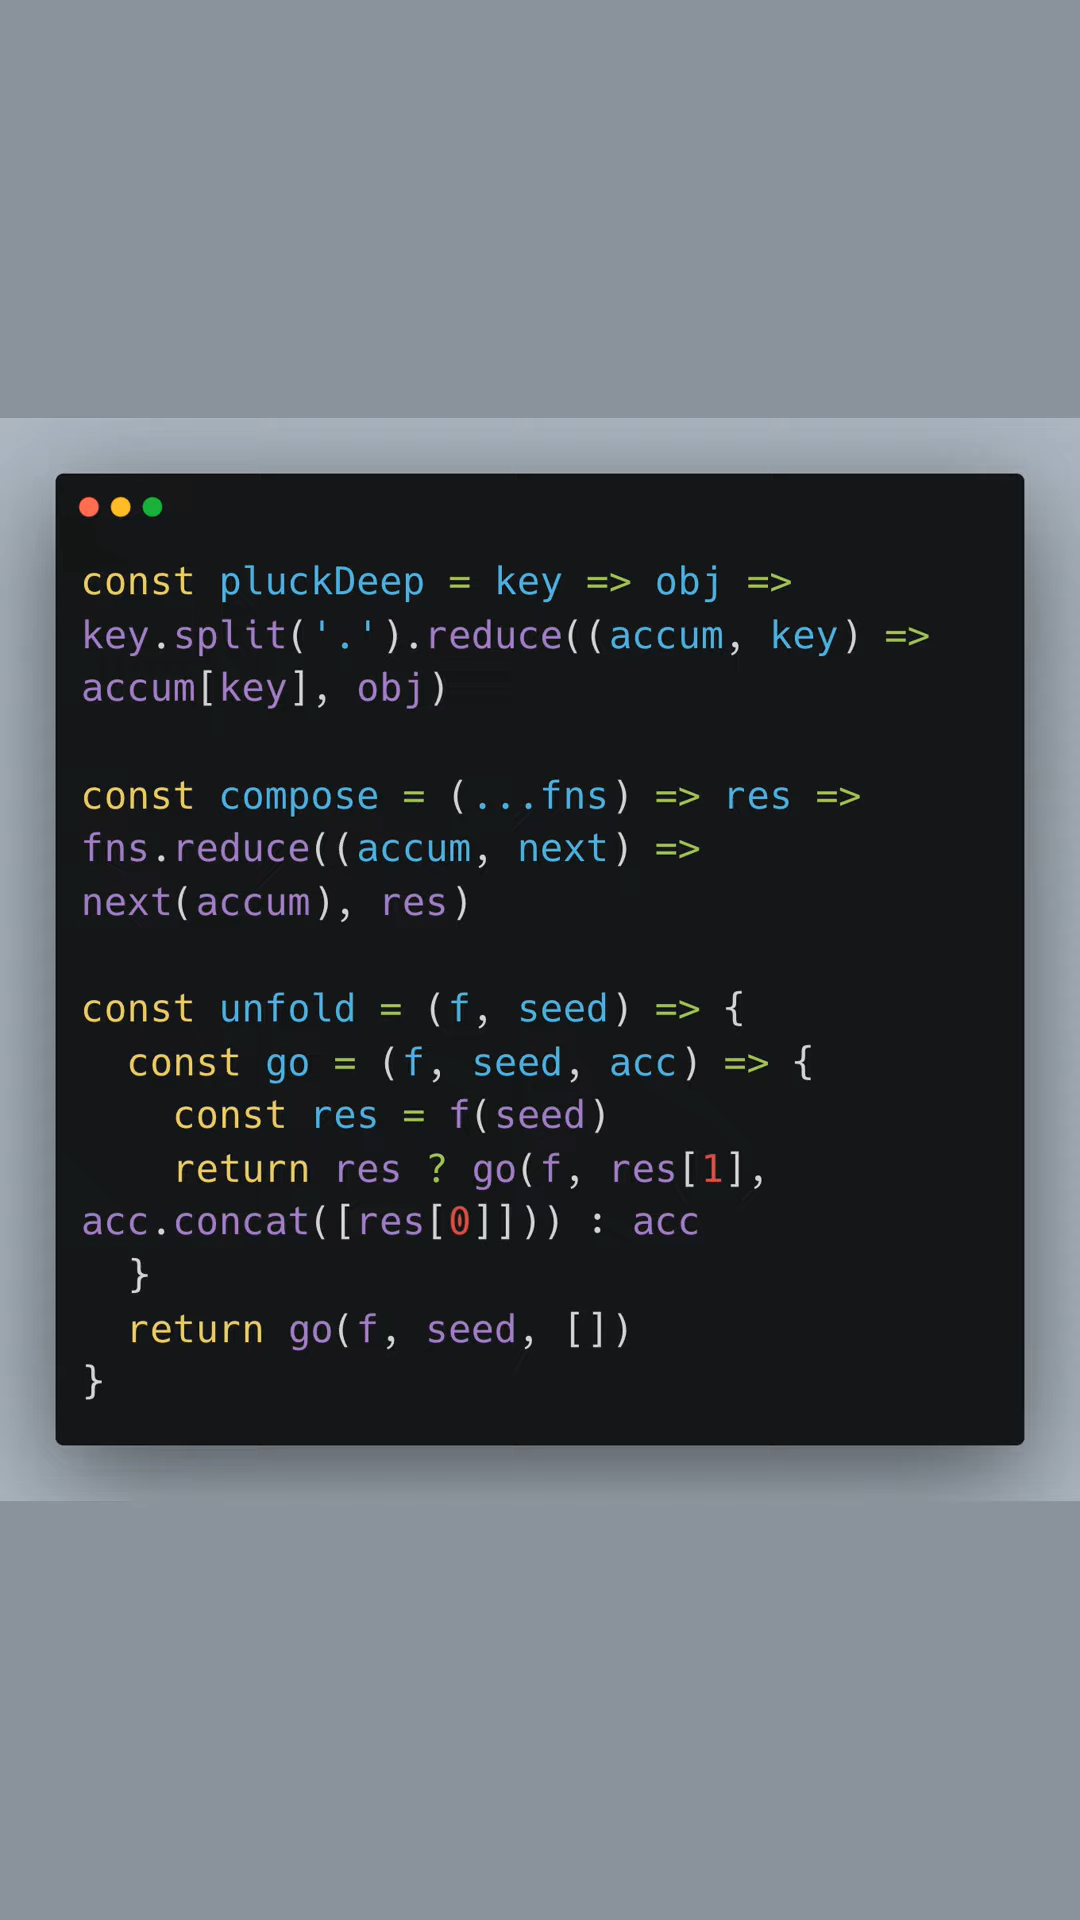 const pluckDeep = key => obj =>
key.split('.').reduce((accum, key) =>
accum[key], obj)

const compose = (...fns) => res =>
fns.reduce((accum, next) =>
next(accum), res)

const unfold = (f, seed) => {
  const go = (f, seed, acc) => {
    const res = f(seed)
    return res ? go(f, res[1],
acc.concat([res[0]])) : acc
  }
  return go(f, seed, [])
}